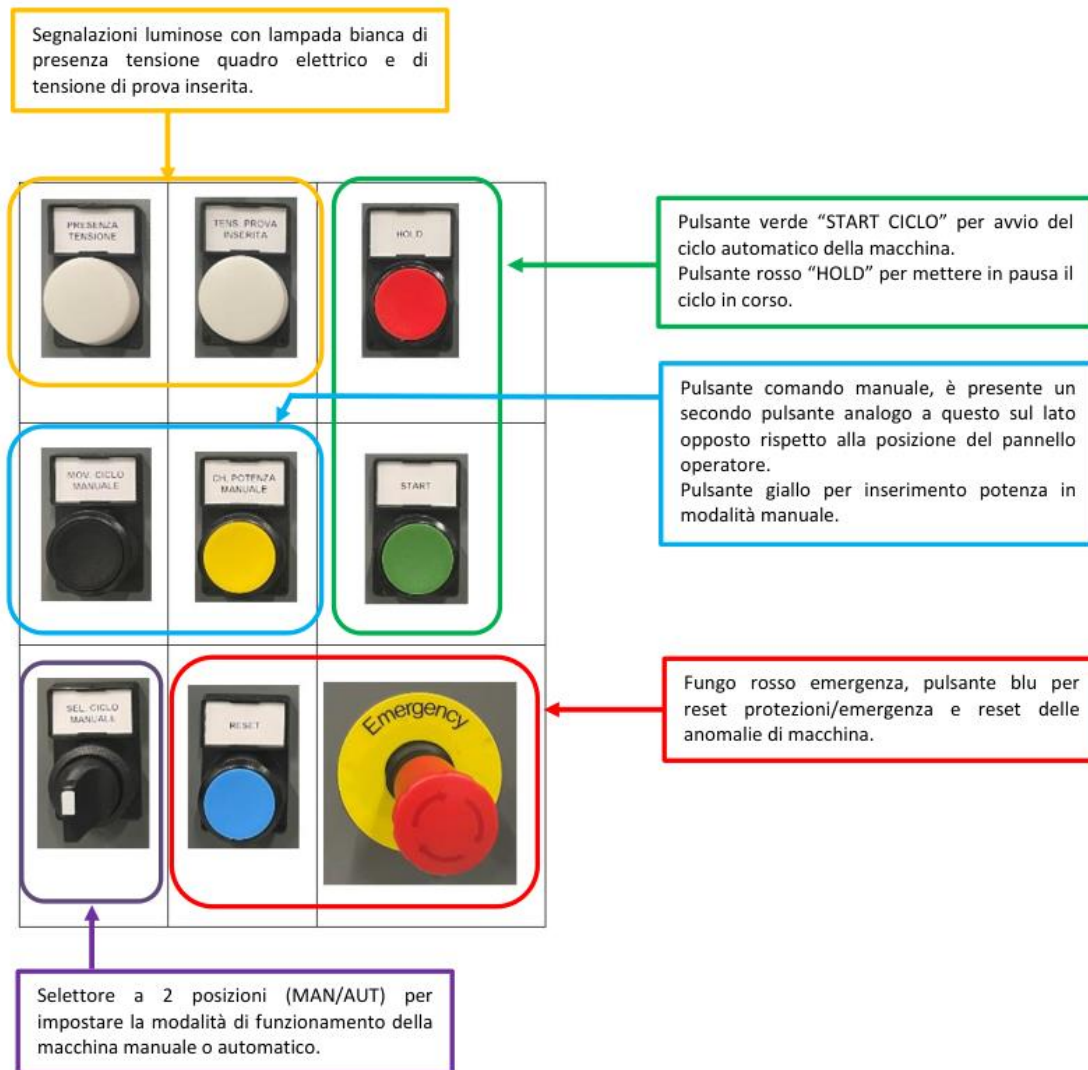 Segnalazioni luminose con lampada bianca di
presenza tensione quadro elettrico e di
tensione di prova inserita.
PRESENZA
TENSIONE
TENS. PROVA
INSERITA
HOLD
Pulsante verde “START CICLO” per avvio del
ciclo automatico della macchina.
Pulsante rosso “HOLD” per mettere in pausa il
ciclo in corso.
MOV. CICLO
MANUALE
CH. POTENZA
MANUALE
START
Pulsante comando manuale, è presente un
secondo pulsante analogo a questo sul lato
opposto rispetto alla posizione del pannello
operatore.
Pulsante giallo per inserimento potenza in
modalità manuale.
SEL. CICLO
MANUALE
RESET
Emergency
Fungo rosso emergenza, pulsante blu per
reset protezioni/emergenza e reset delle
anomalie di macchina.
Selettore a 2 posizioni (MAN/AUT) per
impostare la modalità di funzionamento della
macchina manuale o automatico.